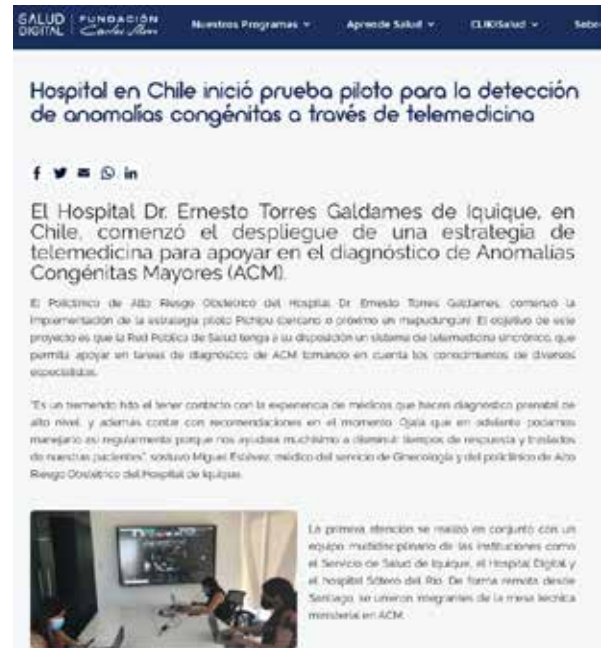 SALUD DIGITAL
FUNDACIÓN Carlos Slim
Nuestros Programas
Aprende Salud
CLIKISalud
Sobre
Hospital en Chile inició prueba piloto para la detección
de anomalías congénitas a través de telemedicina
El Hospital Dr. Ernesto Torres Galdames de Iquique, en
Chile, comenzó el despliegue de una estrategia de
telemedicina para apoyar en el diagnóstico de Anomalías
Congénitas Mayores (ACM).
El Policlínico de Alto Riesgo Obstétrico del Hospital Dr. Ernesto Torres Galdames, comenzó la
implementación de la estrategia piloto Pichipu (cercano o próximo en mapudungun). El objetivo de este
proyecto es que la Red Pública de Salud tenga a su disposición un sistema de telemedicina sincrónico, que
permita apoyar en tareas de diagnóstico de ACM tomando en cuenta los conocimientos de diversos
especialistas.
"Es un tremendo hito el tener contacto con la experiencia de médicos que hacen diagnóstico prenatal de
alto nivel, y además contar con recomendaciones en el momento. Ojalá que en adelante podamos
manejarlo así regularmente porque nos ayudará muchísimo a disminuir tiempos de respuesta y traslados
de nuestras pacientes", sostuvo Miguel Estévez, médico del servicio de Ginecología y del policlínico de Alto
Riesgo Obstétrico del Hospital de Iquique.
La primera atención se realizó en conjunto con un
equipo multidisciplinario de las instituciones como
el Servicio de Salud de Iquique, el Hospital Digital y
el hospital Sótero del Río. De forma remota desde
Santiago, se unieron integrantes de la mesa técnica
ministerial en ACM.